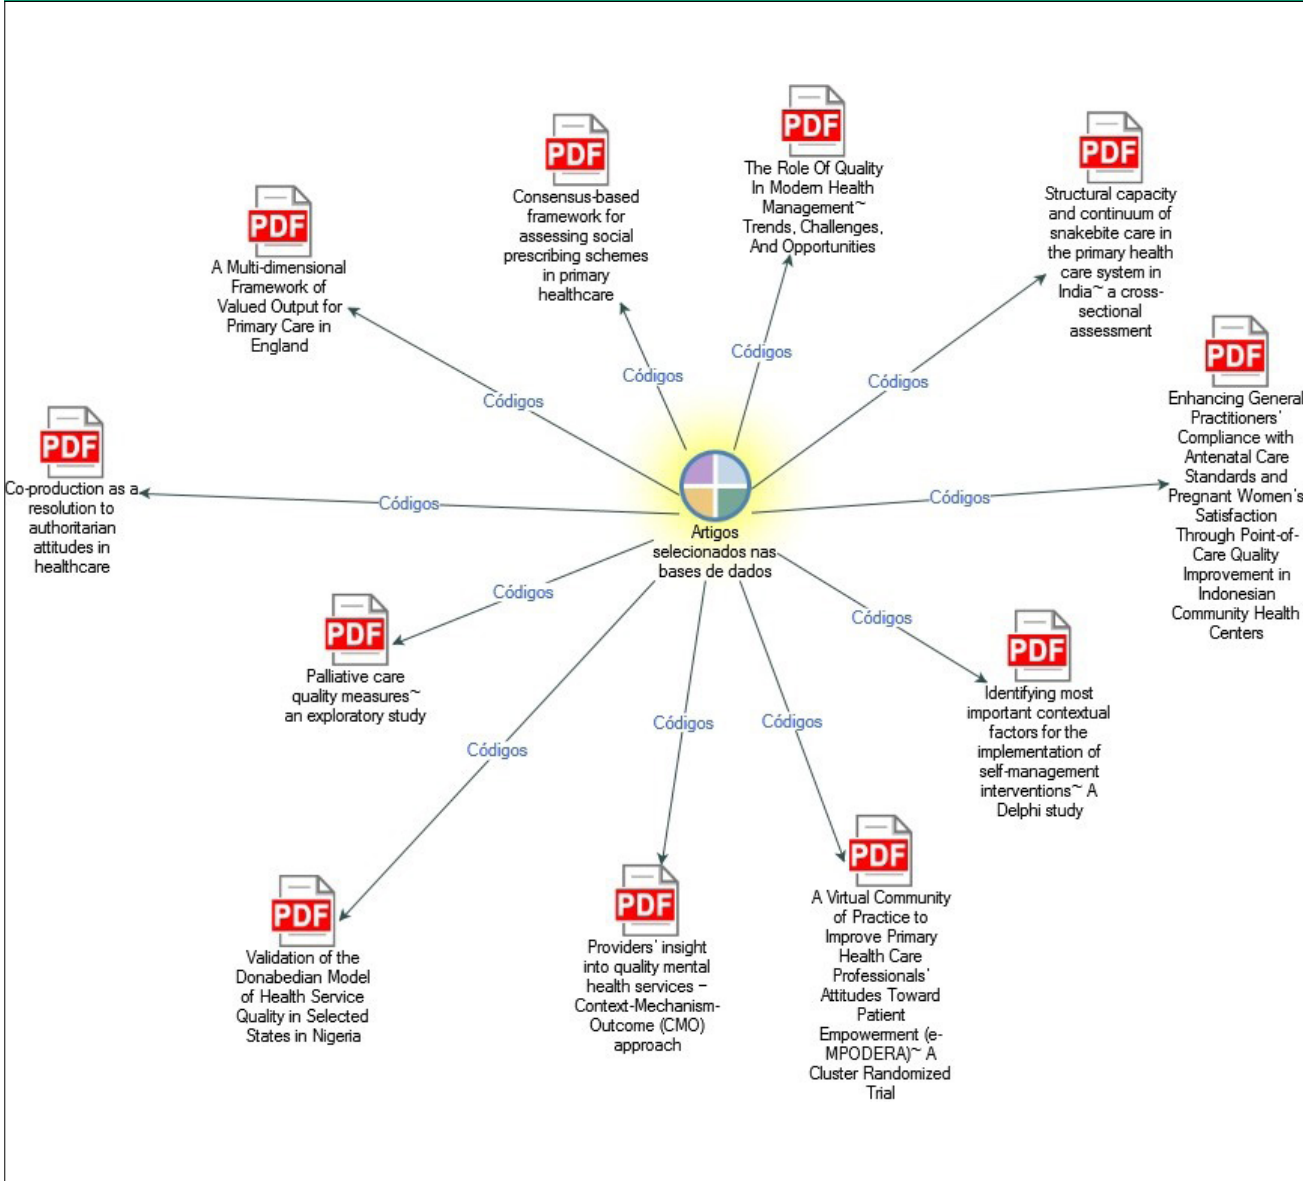 PDF
The Role Of Quality
In Modern Health
Management~
Trends, Challenges,
And Opportunities
PDF
Consensus-based
framework for
assessing social
prescribing schemes
in primary
healthcare
PDF
Structural capacity
and continuum of
snakebite care in
the primary health
care system in
India~ a cross-
sectional
assessment
PDF
A Multi-dimensional
Framework of
Valued Output for
Primary Care in
England
PDF
Enhancing General
Practitioners'
Compliance with
Antenatal Care
Standards and
Pregnant Women's
Satisfaction
Through Point-of-
Care Quality
Improvement in
Indonesian
Community Health
Centers
Códigos
Códigos
Códigos
Códigos
PDF
Co-production as a
resolution to
authoritarian
attitudes in
healthcare
Códigos
Códigos
Artigos
selecionados nas
bases de dados
Códigos
Códigos
Códigos
Códigos
Códigos
PDF
Palliative care
quality measures~
an exploratory study
PDF
Identifying most
important contextual
factors for the
implementation of
self-management
interventions~ A
Delphi study
PDF
Validation of the
Donabedian Model
of Health Service
Quality in Selected
States in Nigeria
PDF
Providers' insight
into quality mental
health services –
Context-Mechanism-
Outcome (CMO)
approach
PDF
A Virtual Community
of Practice to
Improve Primary
Health Care
Professionals'
Attitudes Toward
Patient
Empowerment (e-
MPODERA)~ A
Cluster Randomized
Trial